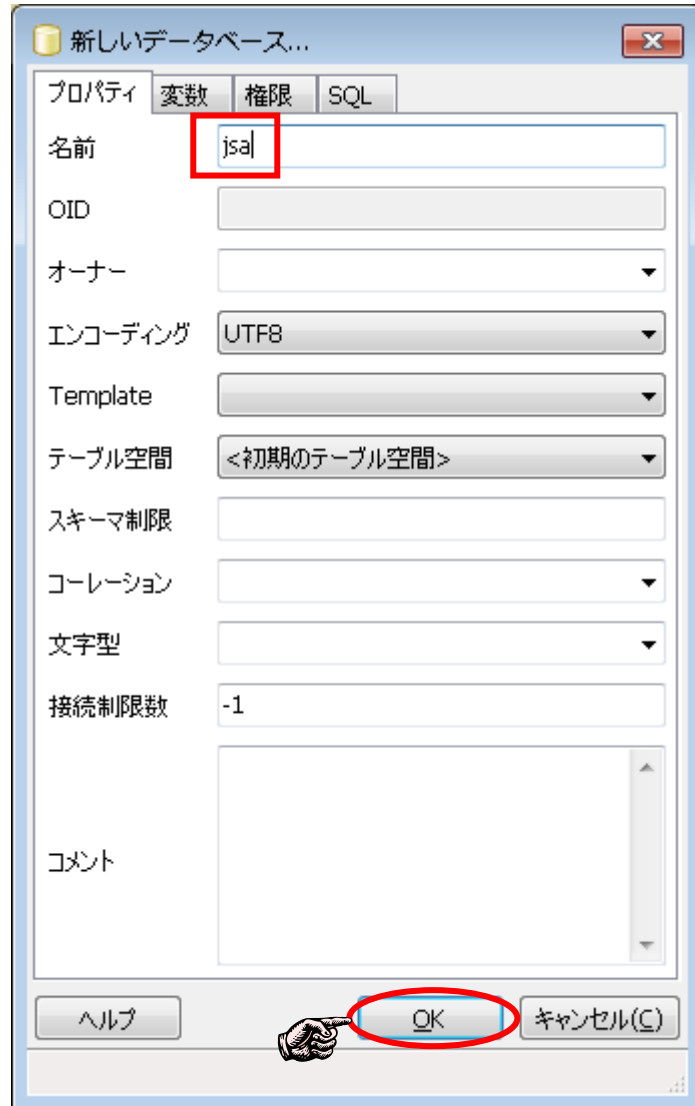 新しいデータベース...
プロパティ 変数 権限 SQL
名前 jsa
OID
オーナー
エンコーディング UTF8
Template
テーブル空間 <初期のテーブル空間>
スキーマ制限
コーレーション
文字型
接続制限数 -1
コメント
ヘルプ OK キャンセル(C)